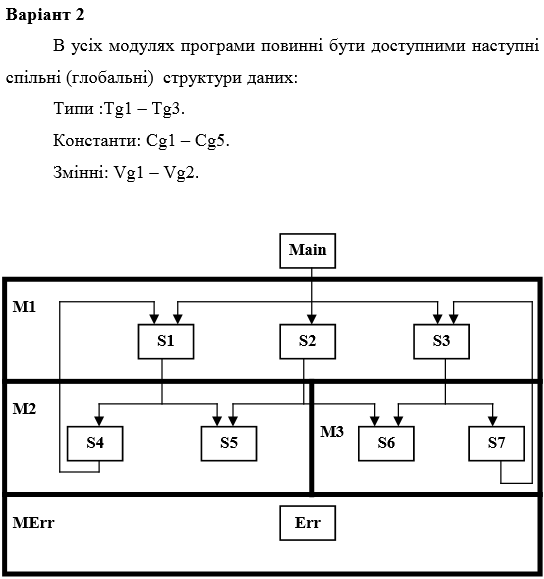 Варіант 2
В усіх модулях програми повинні бути доступними наступні
спільні (глобальні) структури даних:
Типи :Tg1 – Tg3.
Константи: Cg1 – Cg5.
Змінні: Vg1 – Vg2.
Main
M1
S1
S2
S3
M2
S4
S5
M3
S6
S7
MErr
Err